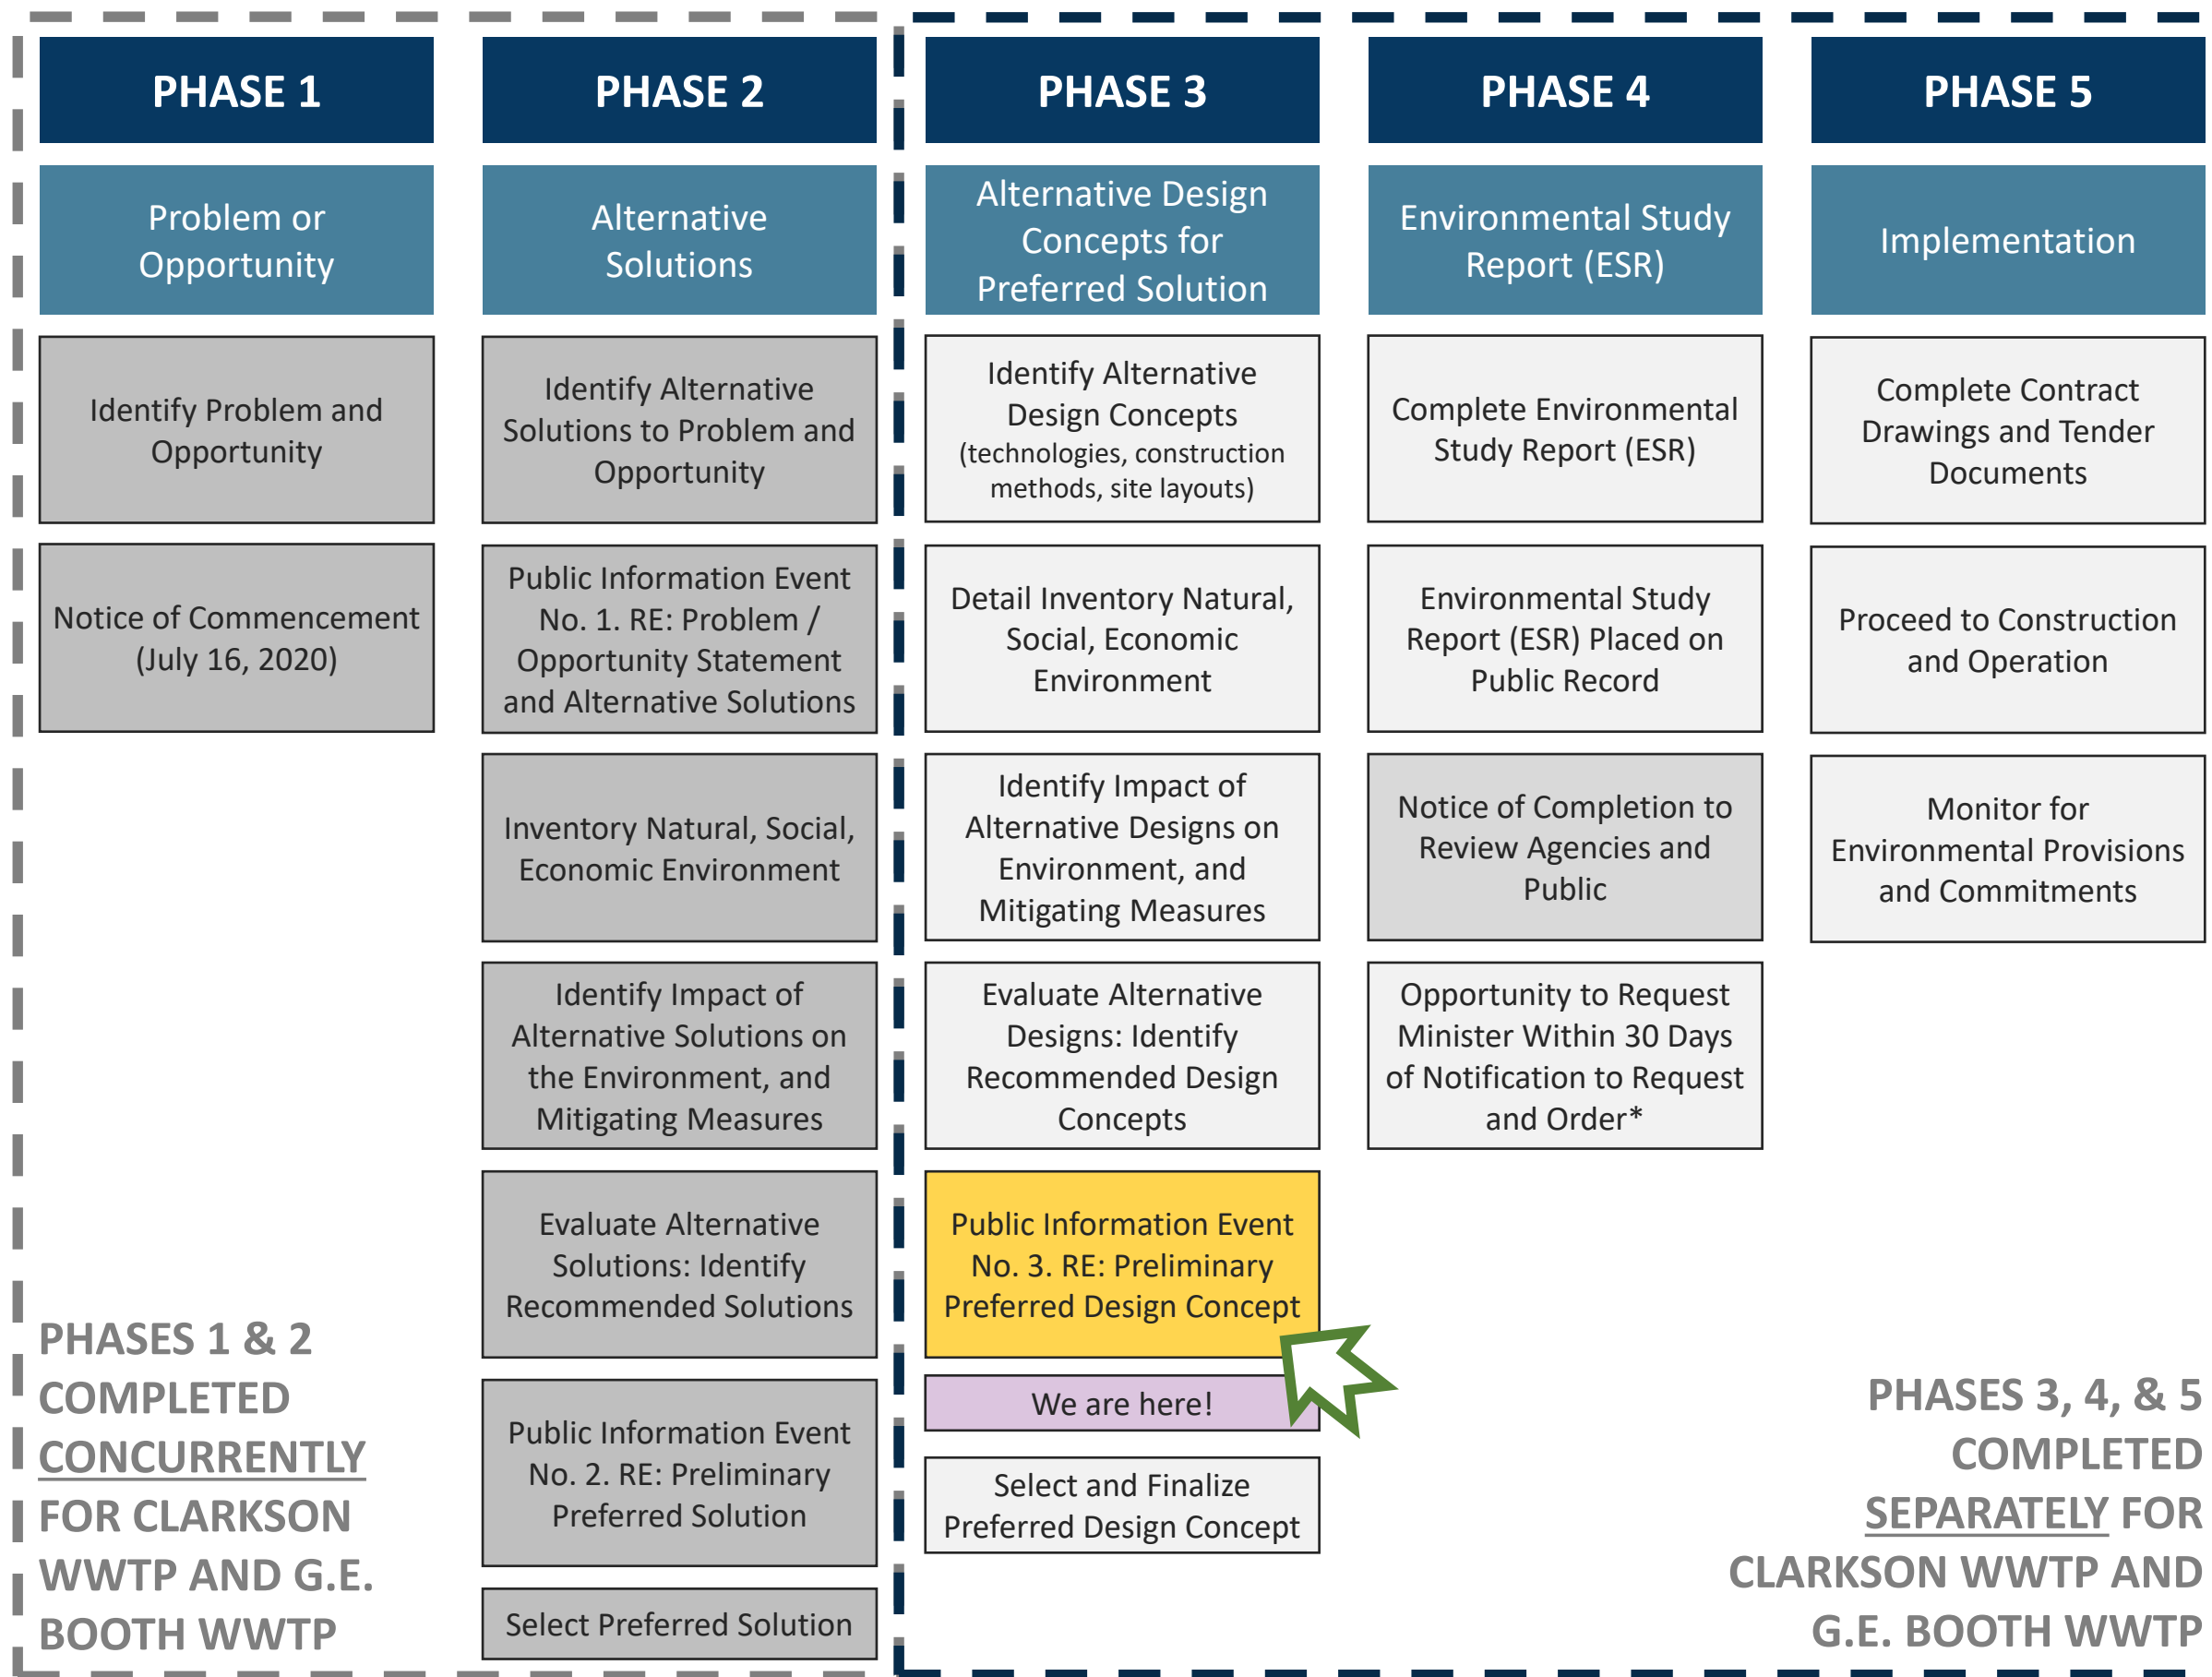 PHASE 1
Problem or
Opportunity
Identify Problem and
Opportunity
Notice of Commencement
(July 16, 2020)
PHASES 1 & 2
COMPLETED
CONCURRENTLY
FOR CLARKSON
WWTP AND G.E.
BOOTH WWTP
PHASE 2
Alternative
Solutions
Identify Alternative
Solutions to Problem and
Opportunity
Public Information Event
No. 1. RE: Problem /
Opportunity Statement
and Alternative Solutions
Inventory Natural, Social,
Economic Environment
Identify Impact of
Alternative Solutions on
the Environment, and
Mitigating Measures
Evaluate Alternative
Solutions: Identify
Recommended Solutions
Public Information Event
No. 2. RE: Preliminary
Preferred Solution
Select Preferred Solution
PHASE 3
Alternative Design
Concepts for
Preferred Solution
Identify Alternative
Design Concepts
(technologies, construction
methods, site layouts)
Detail Inventory Natural,
Social, Economic
Environment
Identify Impact of
Alternative Designs on
Environment, and
Mitigating Measures
Evaluate Alternative
Designs: Identify
Recommended Design
Concepts
Public Information Event
No. 3. RE: Preliminary
Preferred Design Concept
We are here!
Select and Finalize
Preferred Design Concept
PHASE 4
Environmental Study
Report (ESR)
Complete Environmental
Study Report (ESR)
Environmental Study
Report (ESR) Placed on
Public Record
Notice of Completion to
Review Agencies and
Public
Opportunity to Request
Minister Within 30 Days
of Notification to Request
and Order*
PHASE 5
Implementation
Complete Contract
Drawings and Tender
Documents
Proceed to Construction
and Operation
Monitor for
Environmental Provisions
and Commitments
PHASES 3, 4, & 5
COMPLETED
SEPARATELY FOR
CLARKSON WWTP AND
G.E. BOOTH WWTP